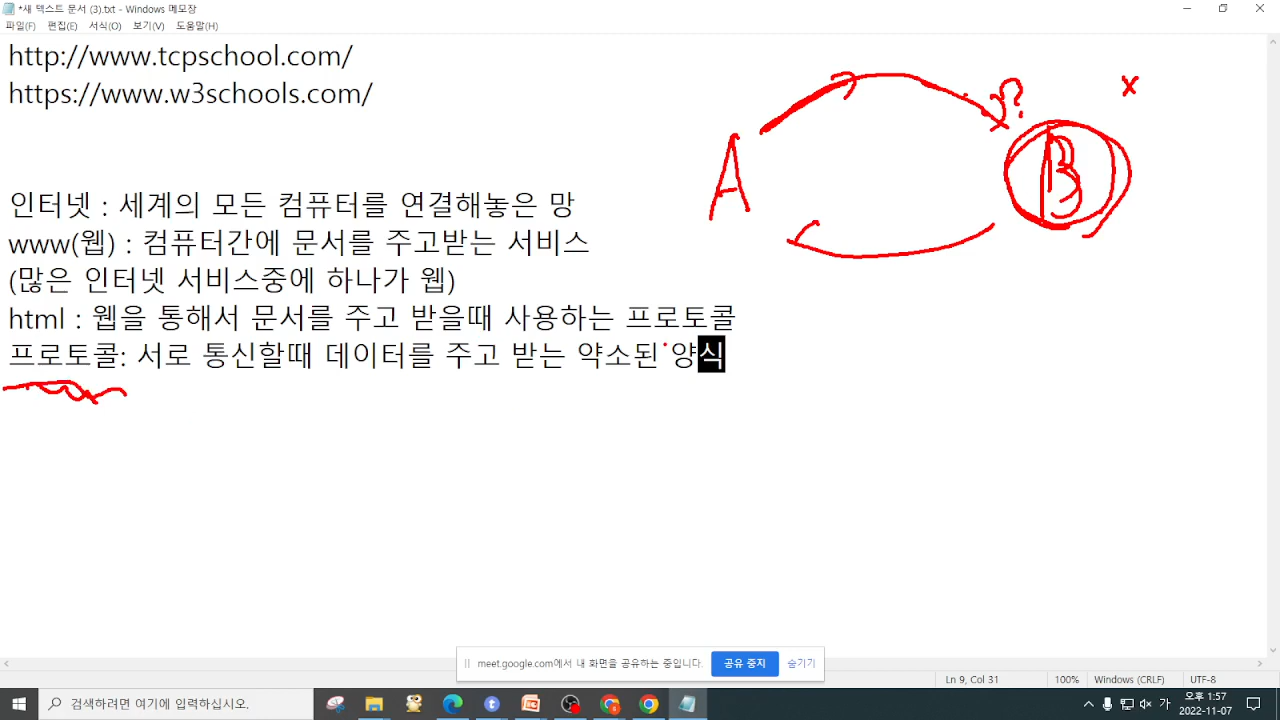 *새 텍스트 문서 (3).txt - Windows 메모장
파일(F) 편집(E) 서식(O) 보기(V) 도움말(H)
http://www.tcpschool.com/
https://www.w3schools.com/
인터넷 : 세계의 모든 컴퓨터를 연결해놓은 망
www(웹) : 컴퓨터간에 문서를 주고받는 서비스
(많은 인터넷 서비스중에 하나가 웹)
html : 웹을 통해서 문서를 주고 받을때 사용하는 프로토콜
프로토콜: 서로 통신할때 데이터를 주고 받는 약소된 양식
A
?
B
x
meet.google.com에서 내 화면을 공유하는 중입니다. 공유 중지 숨기기
Ln 9, Col 31 100% Windows (CRLF) UTF-8
검색하려면 여기에 입력하십시오.
가 오후 1:57
2022-11-07